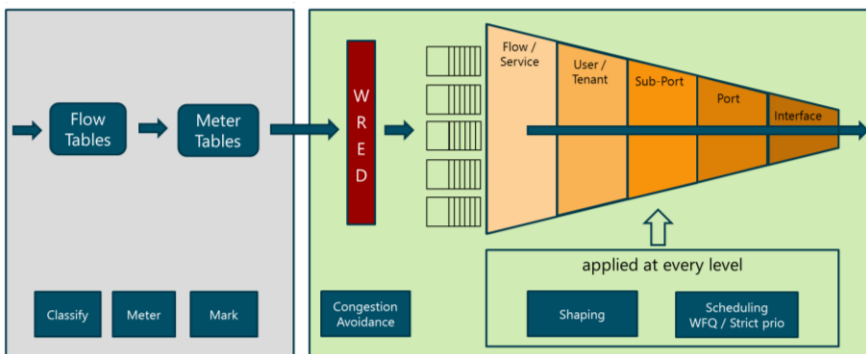 Flow
Tables
Meter
Tables
Classify
Meter
Mark
W
R
E
D
Congestion
Avoidance
Flow /
Service
User /
Tenant
Sub-Port
Port
Interface
applied at every level
Shaping
Scheduling
WFQ / Strict prio